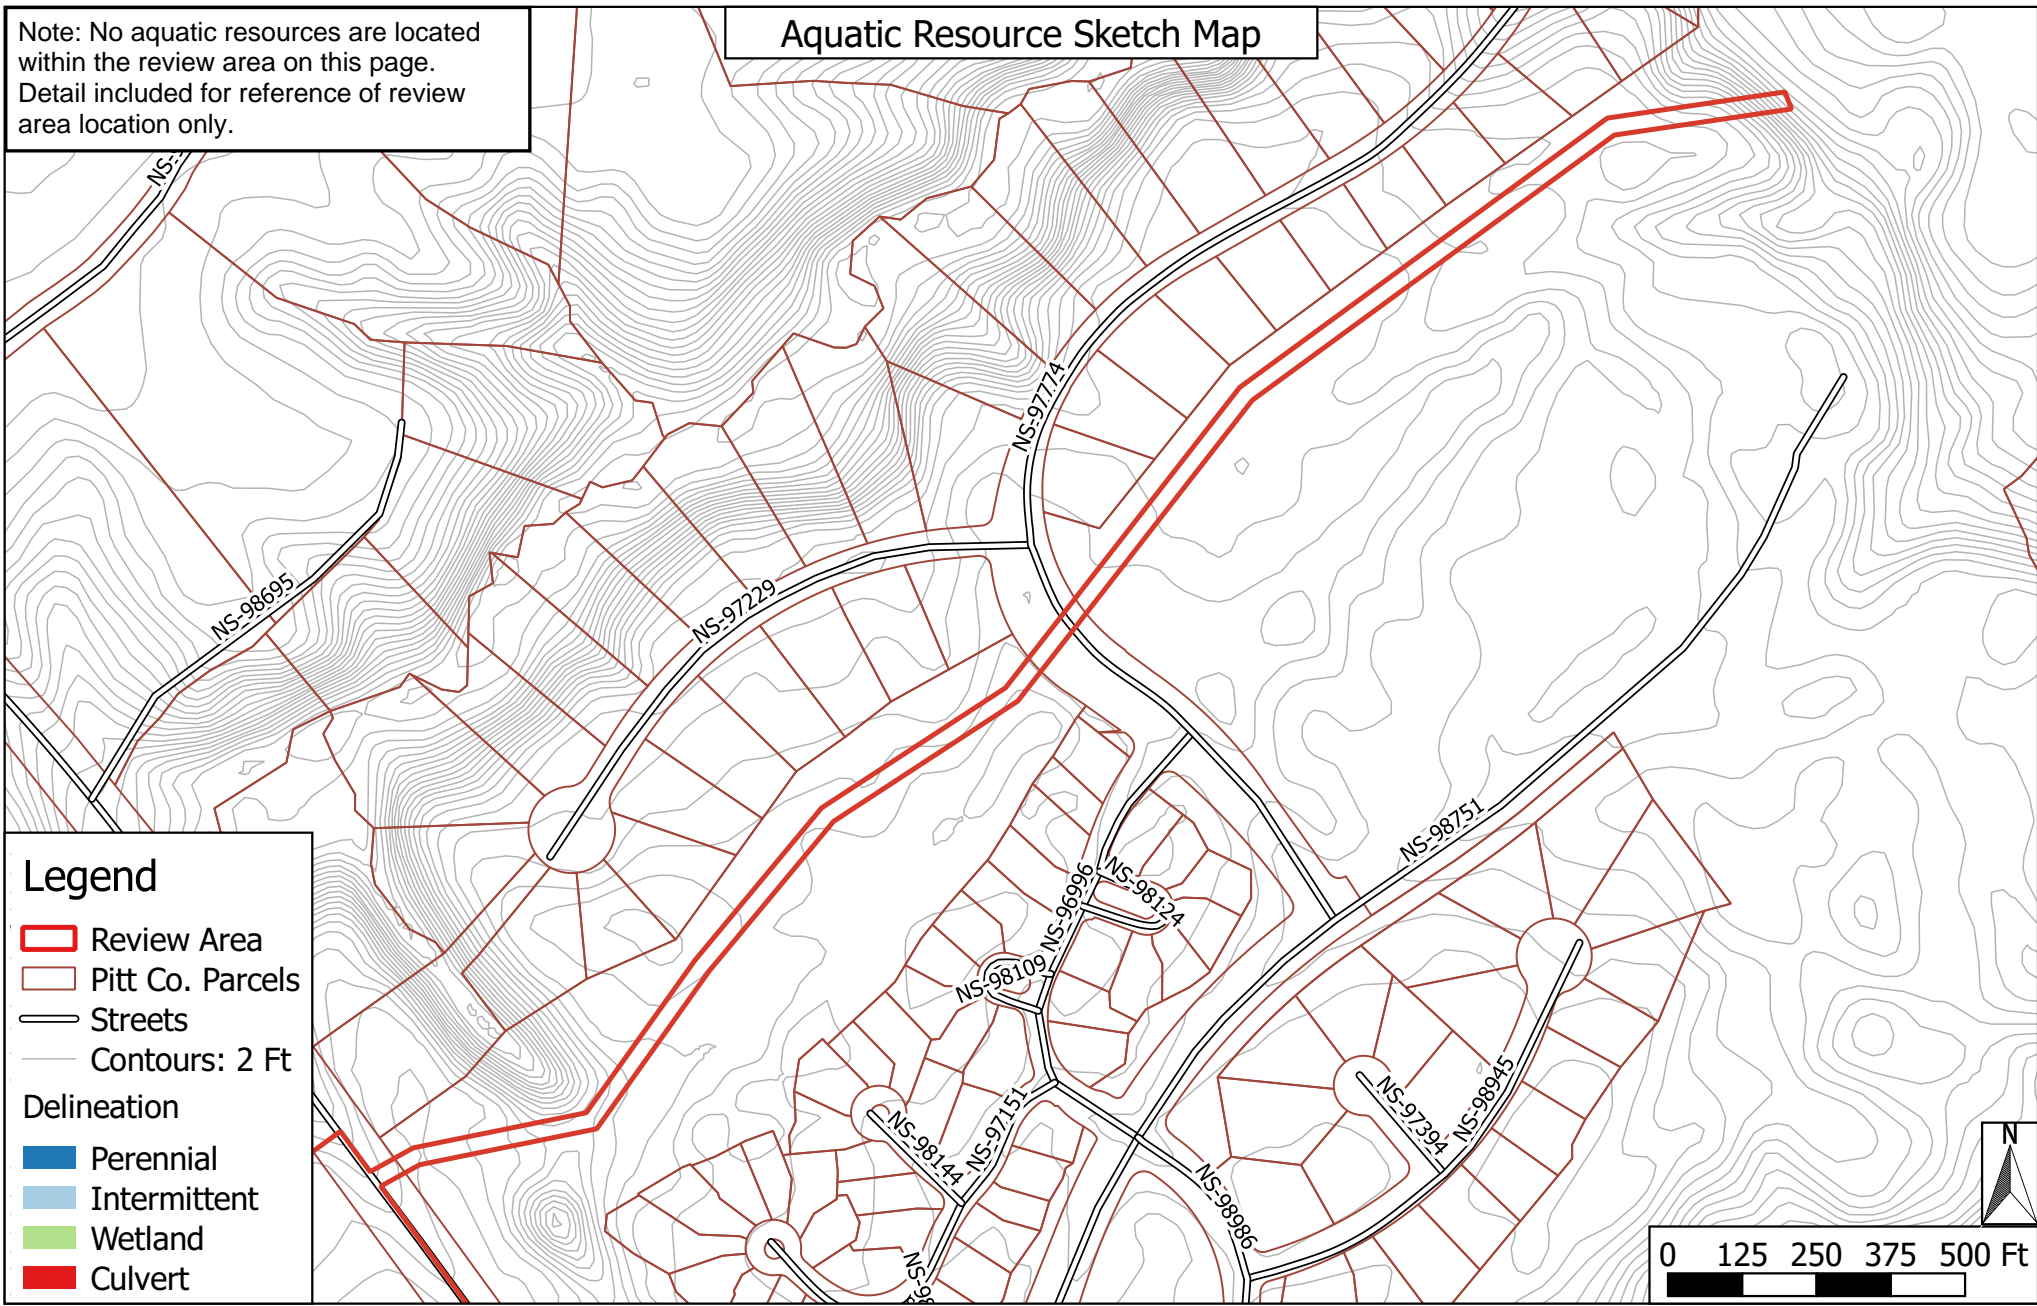 Note: No aquatic resources are located
within the review area on this page.
Detail included for reference of review
area location only.
Aquatic Resource Sketch Map
NS-97774
NS-98695
NS-97229
NS-98751
NS-96996
NS-98124
NS-98109
NS-97151
NS-98144
NS-97394
NS-98945
NS-98986
Legend
Review Area
Pitt Co. Parcels
Streets
Contours: 2 Ft
Delineation
Perennial
Intermittent
Wetland
Culvert
N
0 125 250 375 500 Ft